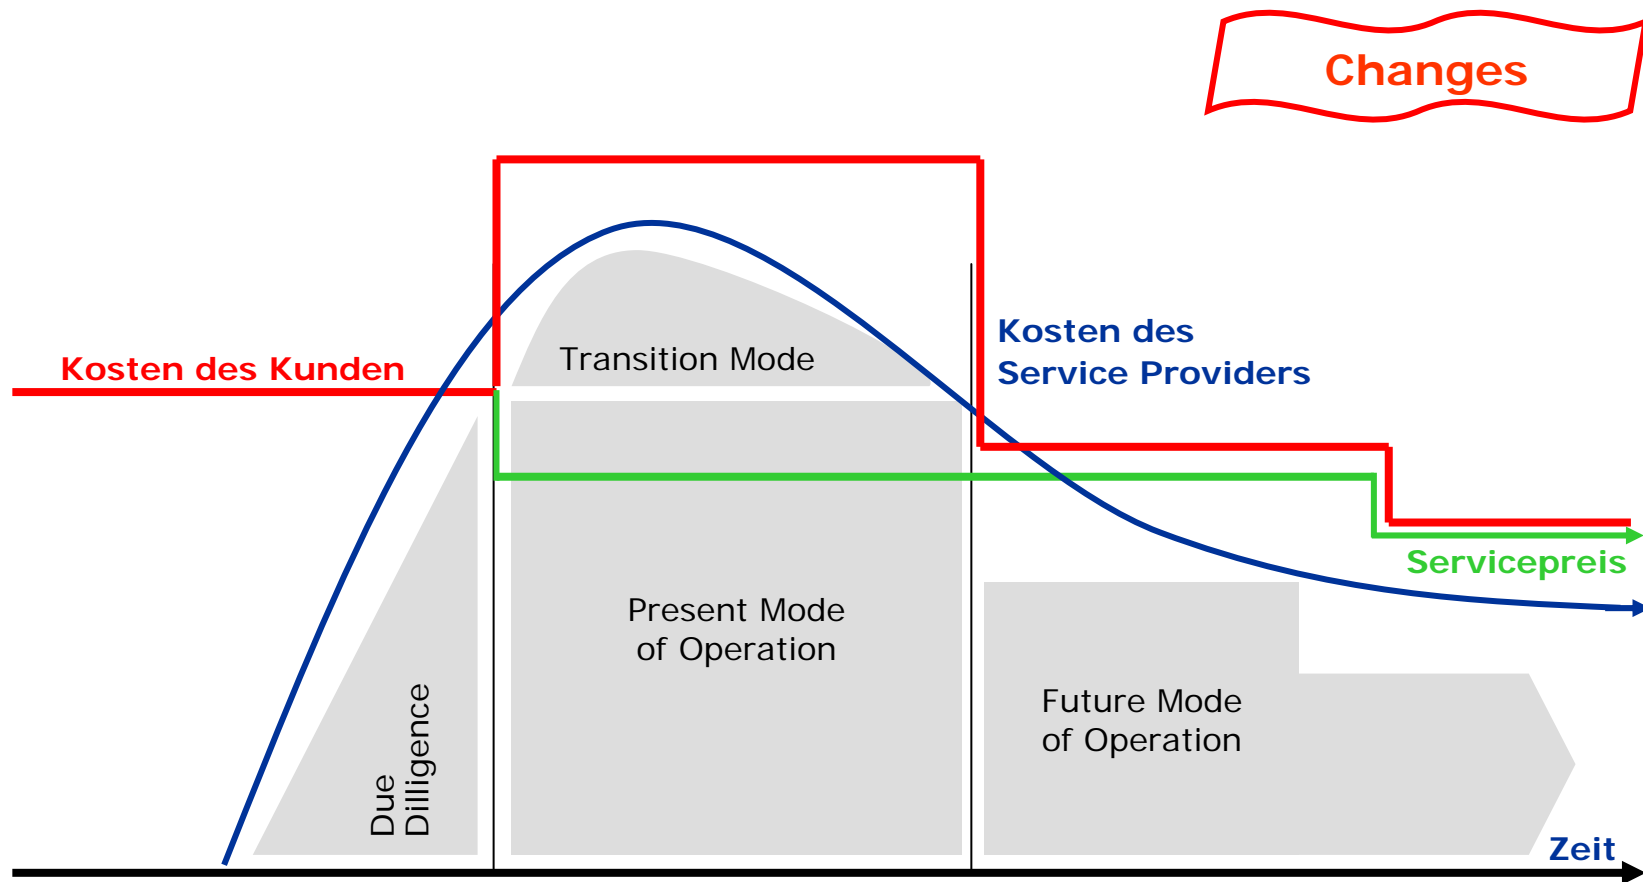 Changes
Kosten des Kunden
Transition Mode
Kosten des
Service Providers
Servicepreis
Present Mode
of Operation
Due
Dilligence
Future Mode
of Operation
Zeit